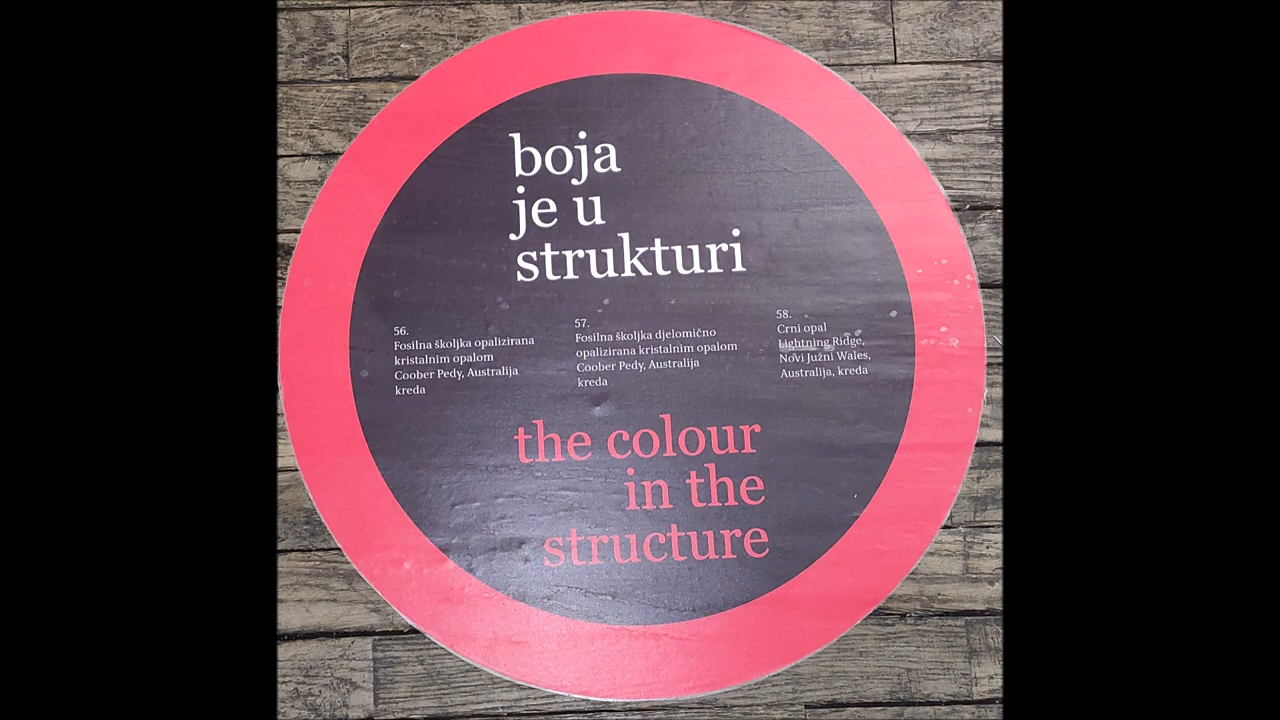 boja
je u
strukturi
56.
Fosilna školjka opalizirana
kristalnim opalom
Coober Pedy, Australija
kreda
57.
Fosilna školjka djelomično
opalizirana kristalnim opalom
Coober Pedy, Australija
kreda
58.
Crni opal
Lightning Ridge,
Novi Južni Wales,
Australija, kreda
the colour
in the
structure